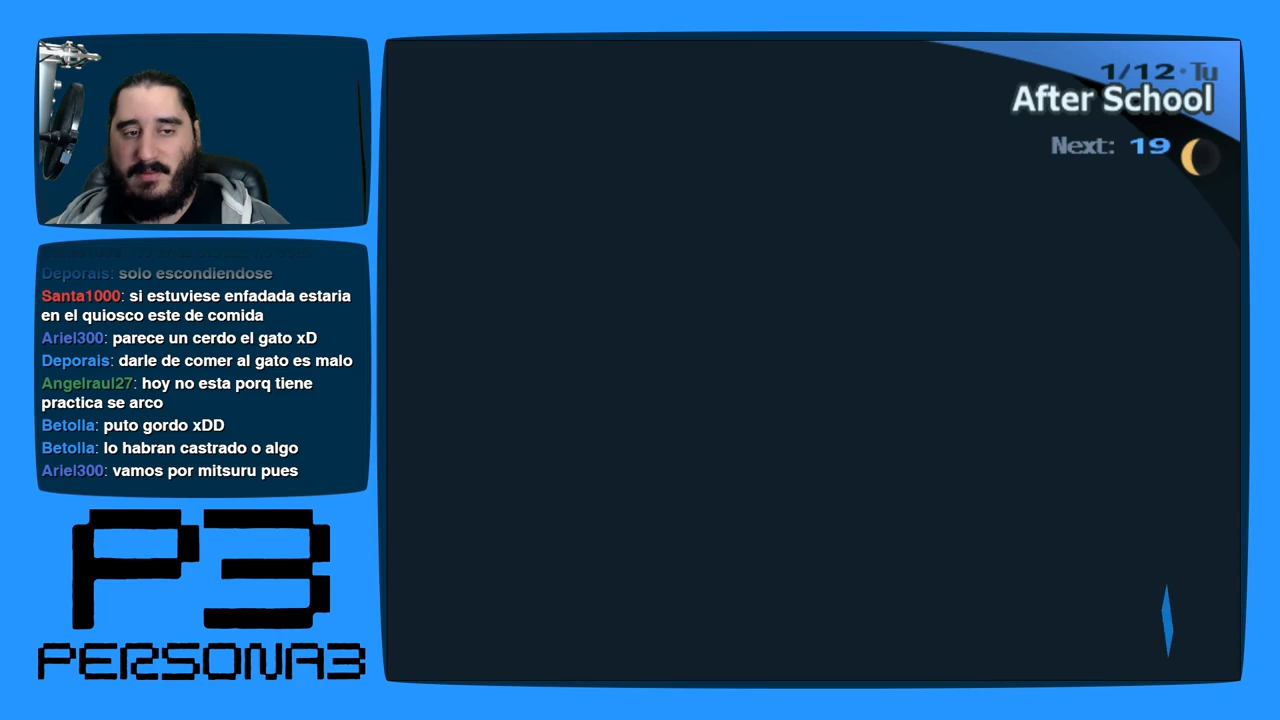 1/12・Tu
After School
Next: 19
Deporais: solo escondiendose
Santa1000: si estuviese enfadada estaria
en el quiosco este de comida
Ariel300: parece un cerdo el gato xD
Deporais: darle de comer al gato es malo
Angelraul27: hoy no esta porq tiene
practica se arco
Betolla: puto gordo xDD
Betolla: lo habran castrado o algo
Ariel300: vamos por mitsuru pues
P3
PERSONA3